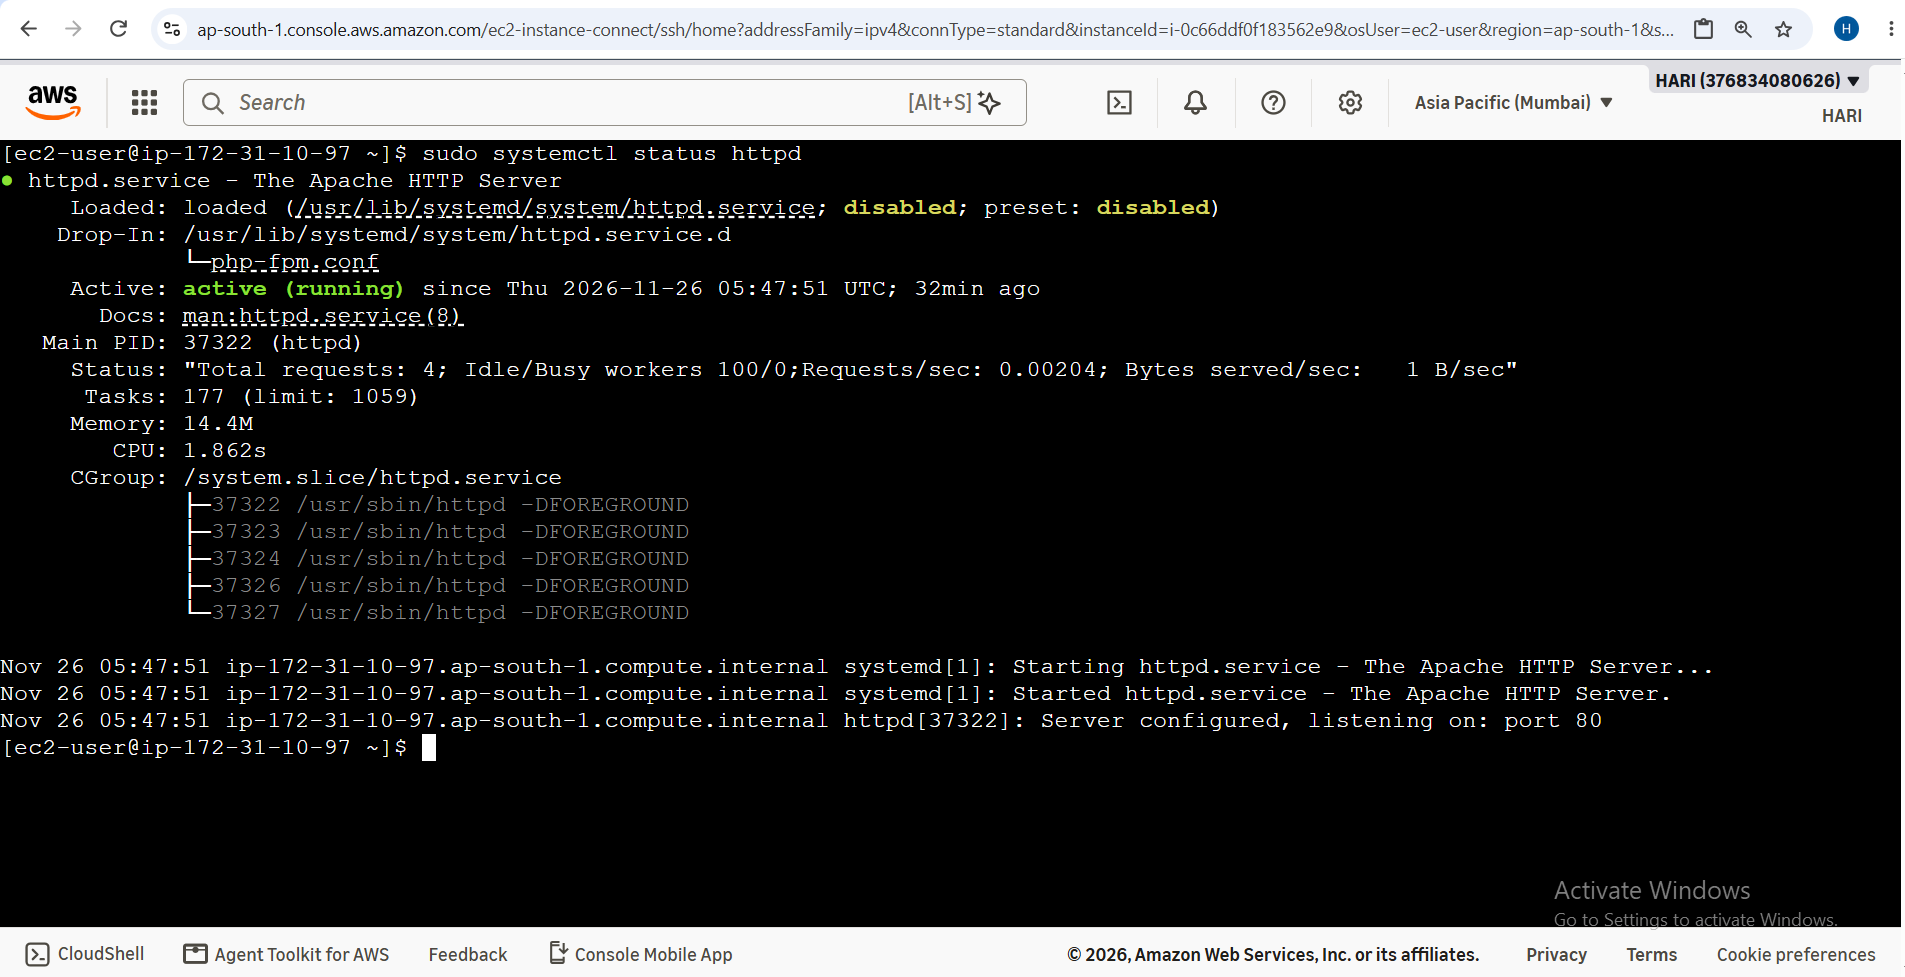 ap-south-1.console.aws.amazon.com/ec2-instance-connect/ssh/home?addressFamily=ipv4&connType=standard&instanceId=i-0c66ddf0f183562e9&osUser=ec2-user&region=ap-south-1&s...
H
aws
Search
[Alt+S]
Asia Pacific (Mumbai)
HARI (376834080626)
HARI
[ec2-user@ip-172-31-10-97 ~]$ sudo systemctl status httpd
● httpd.service - The Apache HTTP Server
Loaded: loaded (/usr/lib/systemd/system/httpd.service; disabled; preset: disabled)
Drop-In: /usr/lib/systemd/system/httpd.service.d
└─php-fpm.conf
Active: active (running) since Thu 2026-11-26 05:47:51 UTC; 32min ago
Docs: man:httpd.service(8)
Main PID: 37322 (httpd)
Status: "Total requests: 4; Idle/Busy workers 100/0;Requests/sec: 0.00204; Bytes served/sec:   1 B/sec"
Tasks: 177 (limit: 1059)
Memory: 14.4M
CPU: 1.862s
CGroup: /system.slice/httpd.service
├─37322 /usr/sbin/httpd -DFOREGROUND
├─37323 /usr/sbin/httpd -DFOREGROUND
├─37324 /usr/sbin/httpd -DFOREGROUND
├─37326 /usr/sbin/httpd -DFOREGROUND
└─37327 /usr/sbin/httpd -DFOREGROUND
Nov 26 05:47:51 ip-172-31-10-97.ap-south-1.compute.internal systemd[1]: Starting httpd.service - The Apache HTTP Server...
Nov 26 05:47:51 ip-172-31-10-97.ap-south-1.compute.internal systemd[1]: Started httpd.service - The Apache HTTP Server.
Nov 26 05:47:51 ip-172-31-10-97.ap-south-1.compute.internal httpd[37322]: Server configured, listening on: port 80
[ec2-user@ip-172-31-10-97 ~]$
Activate Windows
Go to Settings to activate Windows.
CloudShell
Agent Toolkit for AWS
Feedback
Console Mobile App
© 2026, Amazon Web Services, Inc. or its affiliates.
Privacy
Terms
Cookie preferences